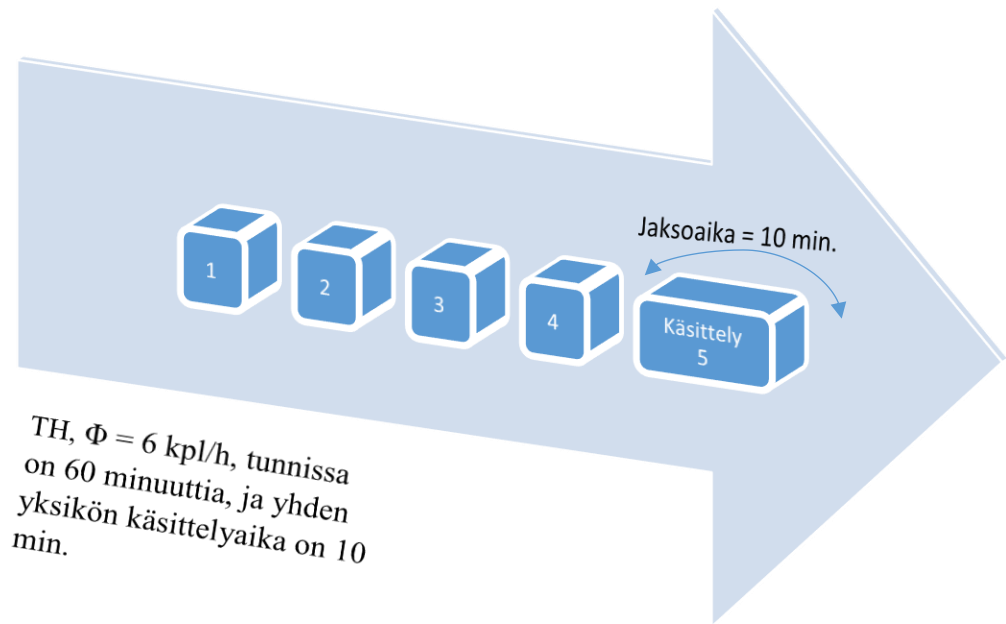 Jaksoaika = 10 min.
1
2
3
4
Käsittely
5
TH, Φ = 6 kpl/h, tunnissa
on 60 minuuttia, ja yhden
yksikön käsittelyaika on 10
min.